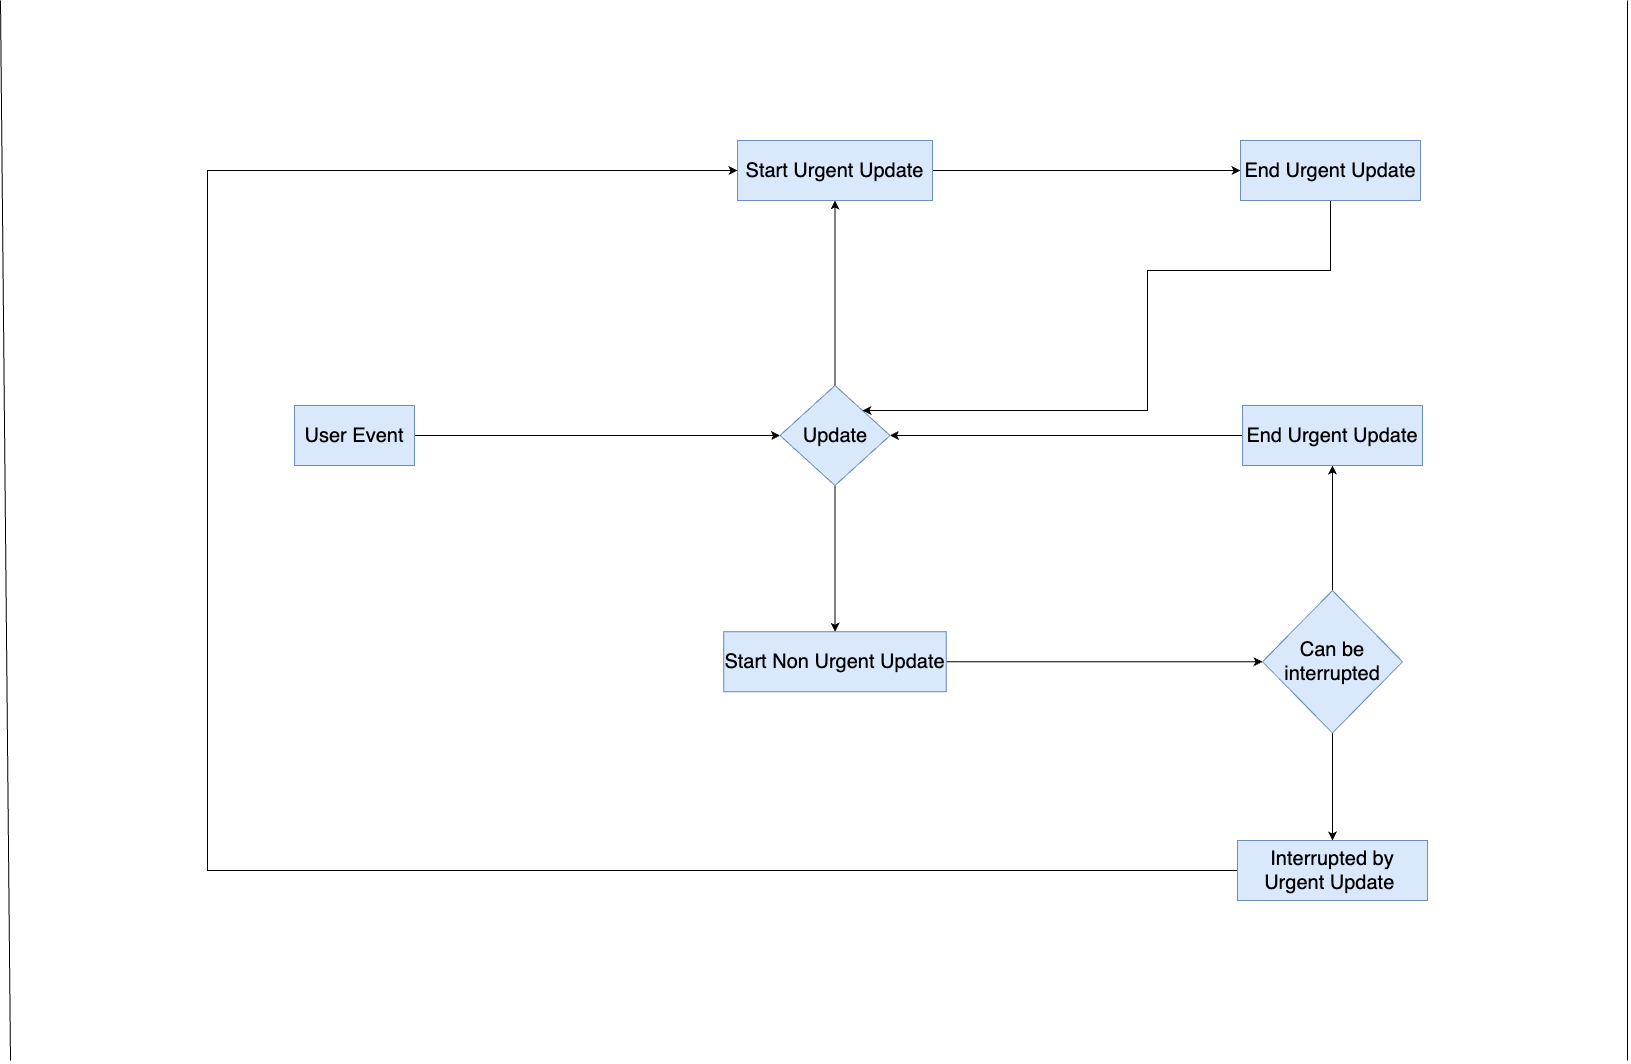 Start Urgent Update
End Urgent Update
User Event
Update
End Urgent Update
Start Non Urgent Update
Can be
interrupted
Interrupted by
Urgent Update